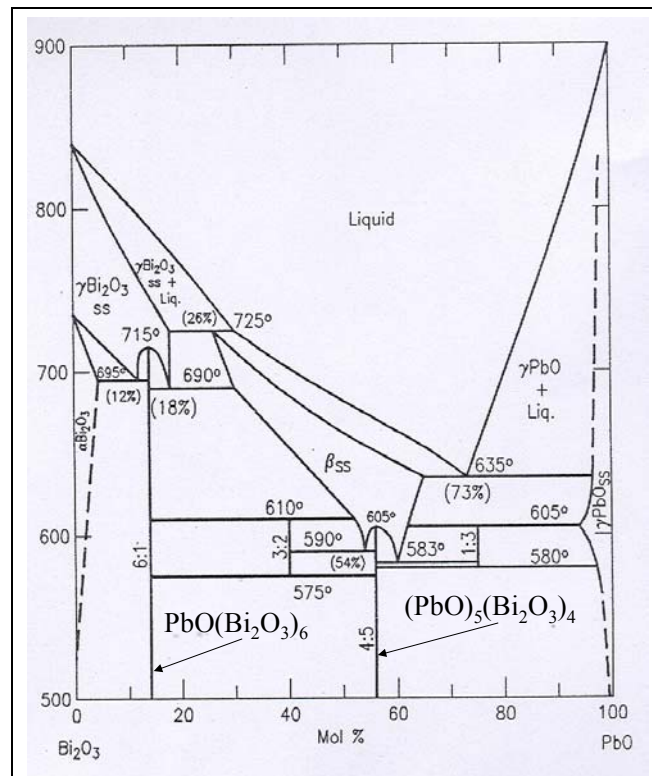 900
800
700
600
500
Liquid
γBi₂O₃
ss +
Liq.
γBi₂O₃
ss
(26%)
725°
715°
695°
(12%)
690°
(18%)
αBi₂O₃
γPbO
+
Liq.
βss
635°
(73%)
γPbOss
610°
605°
605°
590°
(54%)
583°
580°
575°
6:1
3:2
1:3
4:5
PbO(Bi₂O₃)₆
(PbO)₅(Bi₂O₃)₄
0
20
40
60
80
100
Mol %
Bi₂O₃
PbO